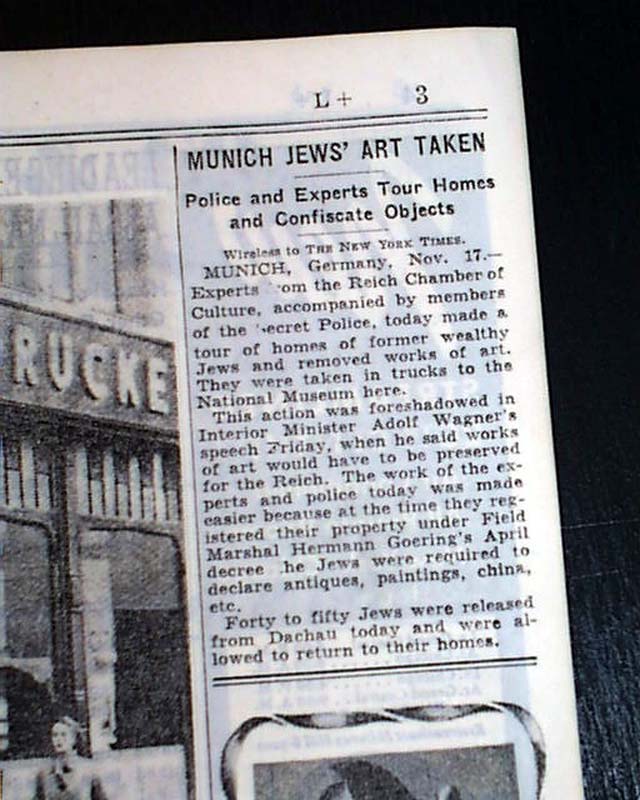 L+ 3
MUNICH JEWS' ART TAKEN
Police and Experts Tour Homes
and Confiscate Objects
Wireless to THE NEW YORK TIMES.
MUNICH, Germany, Nov. 17.—
Experts om the Reich Chamber of
Culture, accompanied by members
of the ecret Police, today made a
tour of homes of former wealthy
Jews and removed works of art.
They were taken in trucks to the
National Museum here.
This action was foreshadowed in
Interior Minister Adolf Wagner's
speech Friday, when he said works
of art would have to be preserved
for the Reich. The work of the ex-
perts and police today was made
easier because at the time they reg-
istered their property under Field
Marshal Hermann Goering's April
decree he Jews were required to
declare antiques, paintings, china,
etc.
Forty to fifty Jews were released
from Dachau today and were al-
lowed to return to their homes.
RUCKE